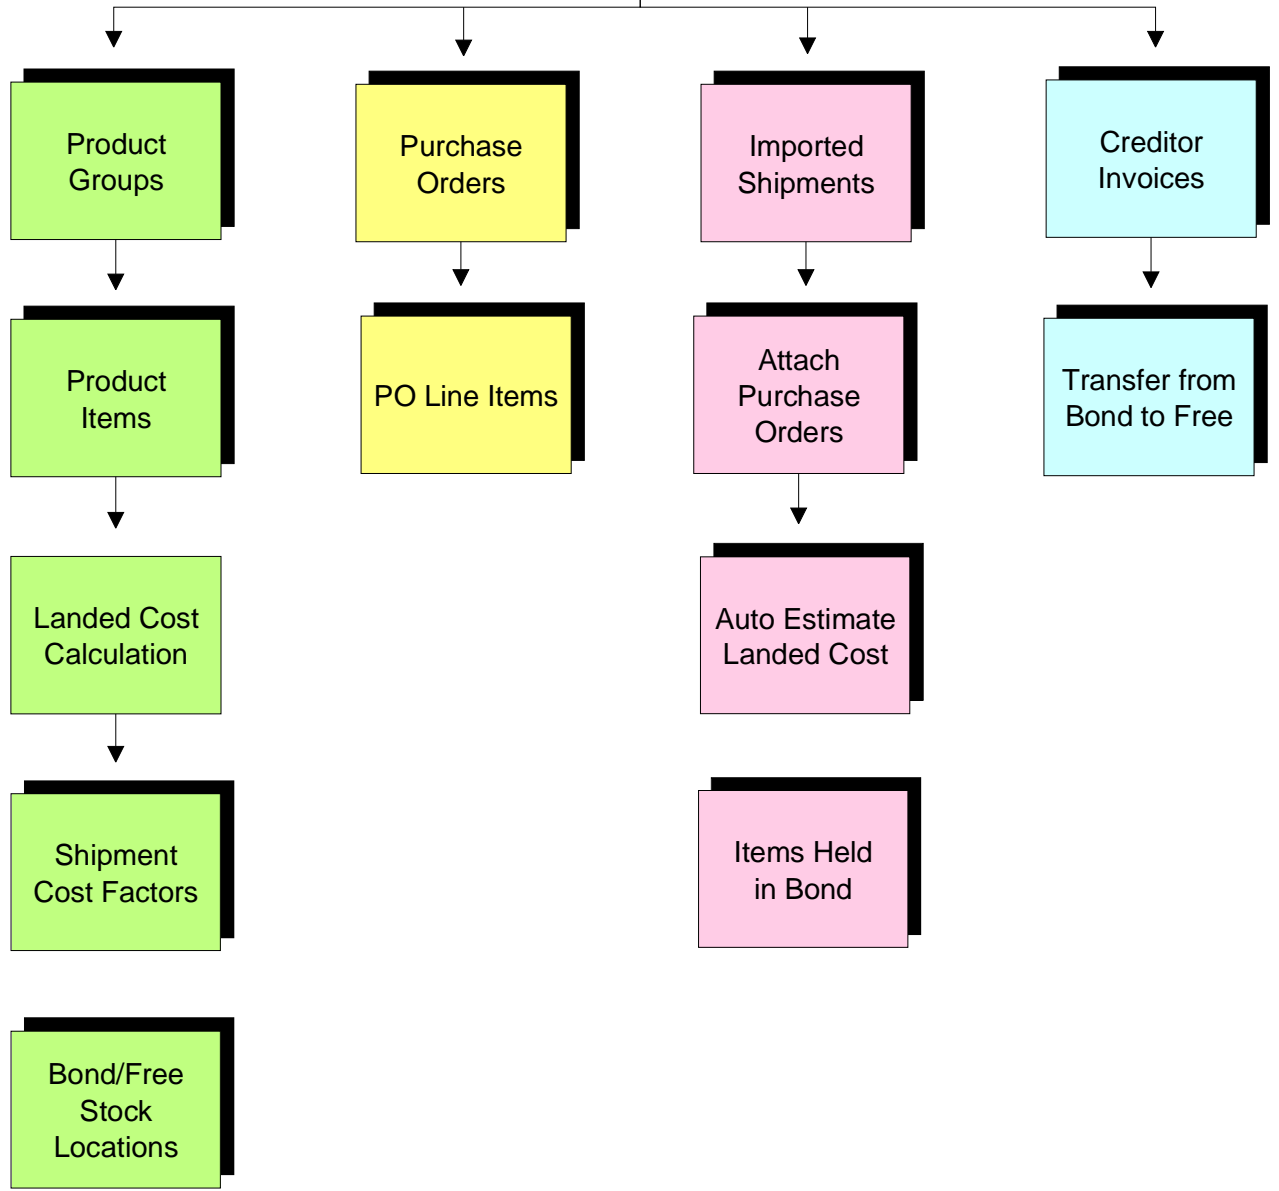 Product
Groups
Purchase
Orders
Imported
Shipments
Creditor
Invoices
Product
Items
PO Line Items
Attach
Purchase
Orders
Transfer from
Bond to Free
Landed Cost
Calculation
Auto Estimate
Landed Cost
Shipment
Cost Factors
Items Held
in Bond
Bond/Free
Stock
Locations